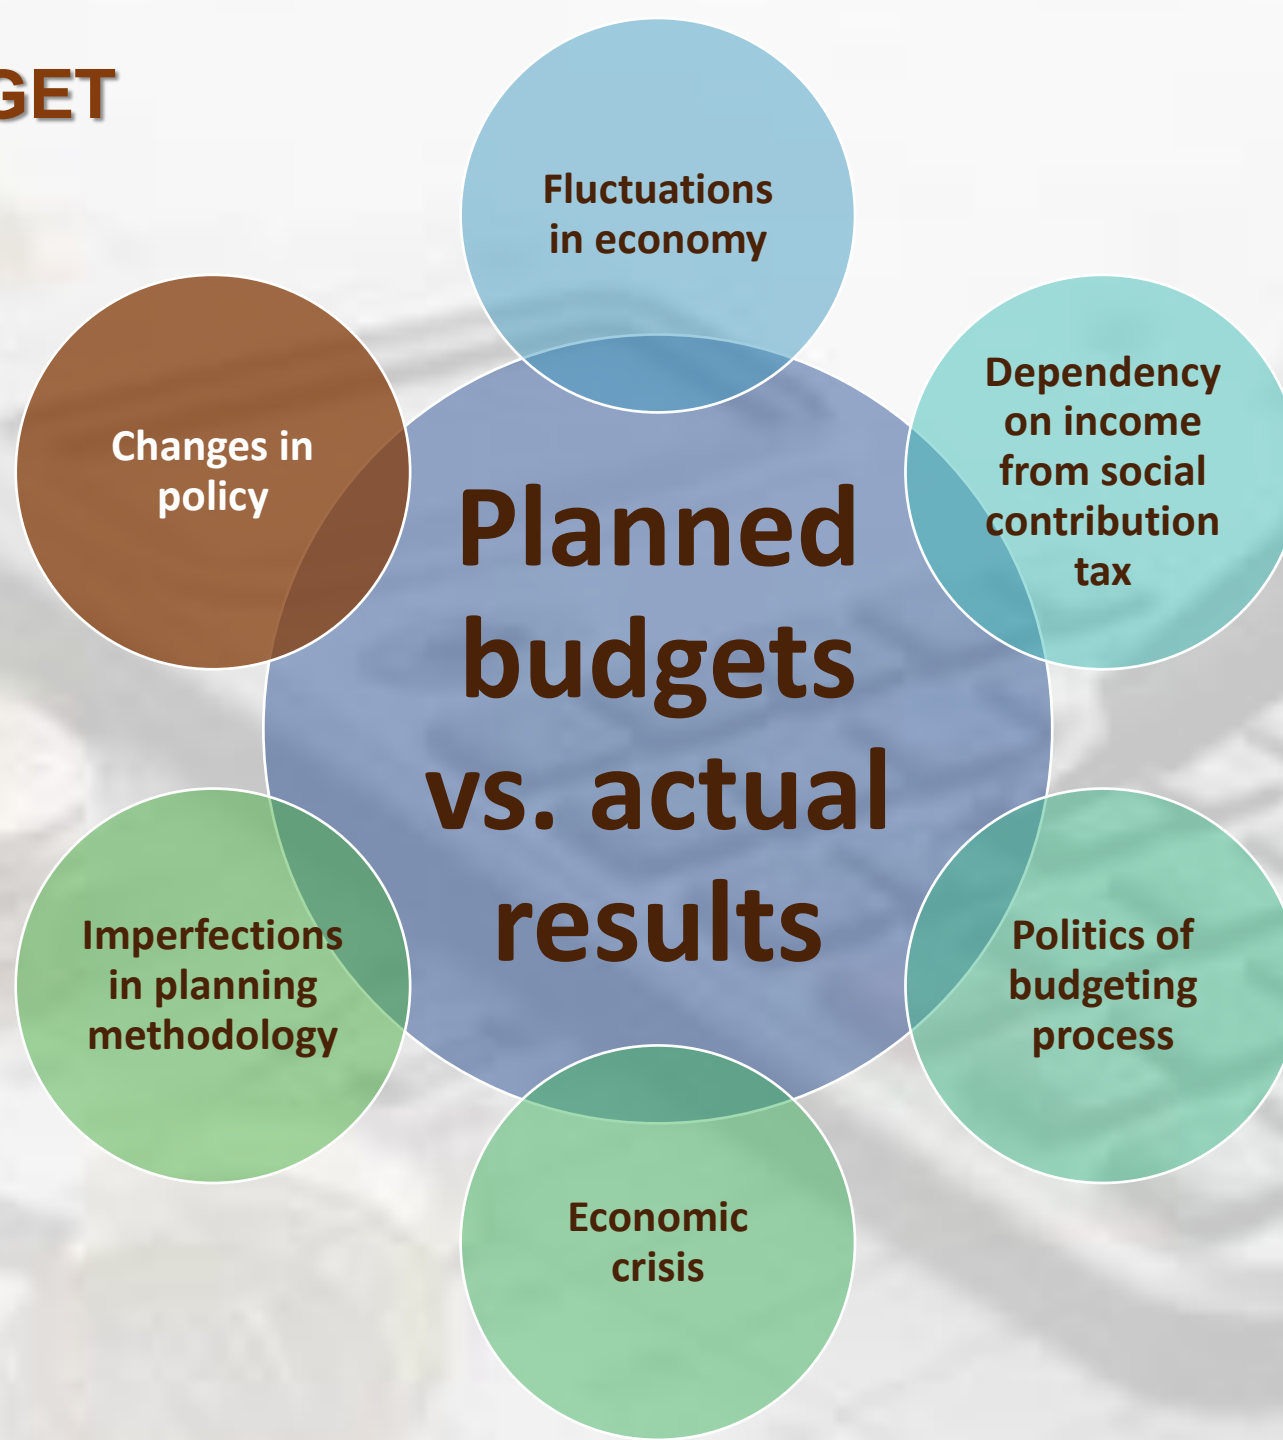 GET
Fluctuations
in economy
Dependency
on income
from social
contribution
tax
Politics of
budgeting
process
Economic
crisis
Imperfections
in planning
methodology
Changes in
policy
Planned
budgets
vs. actual
results